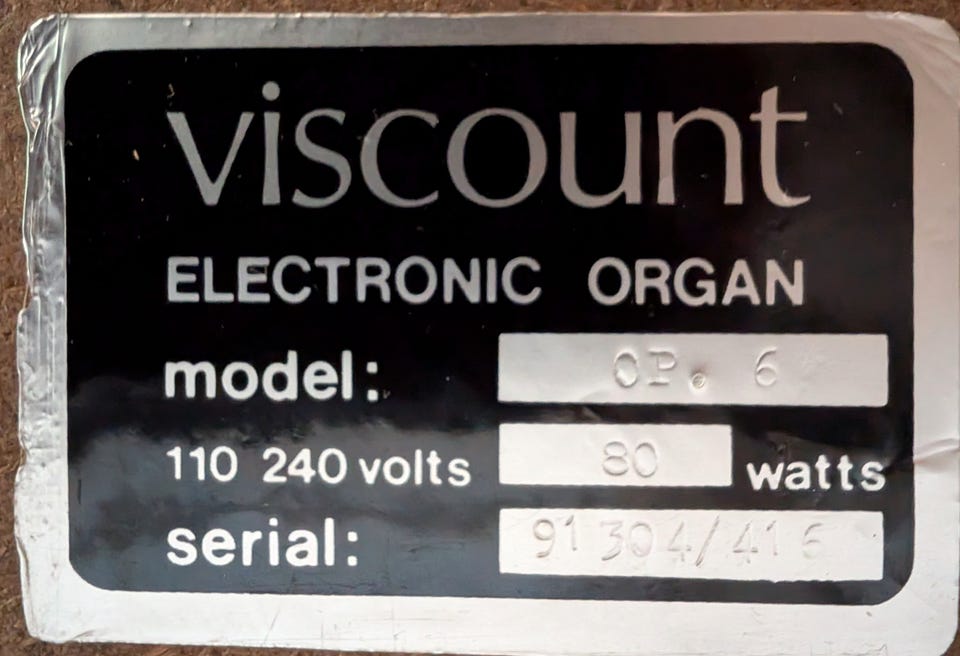 viscount
ELECTRONIC ORGAN
model: OP. 6
110 240 volts 80 watts
serial: 91304/416